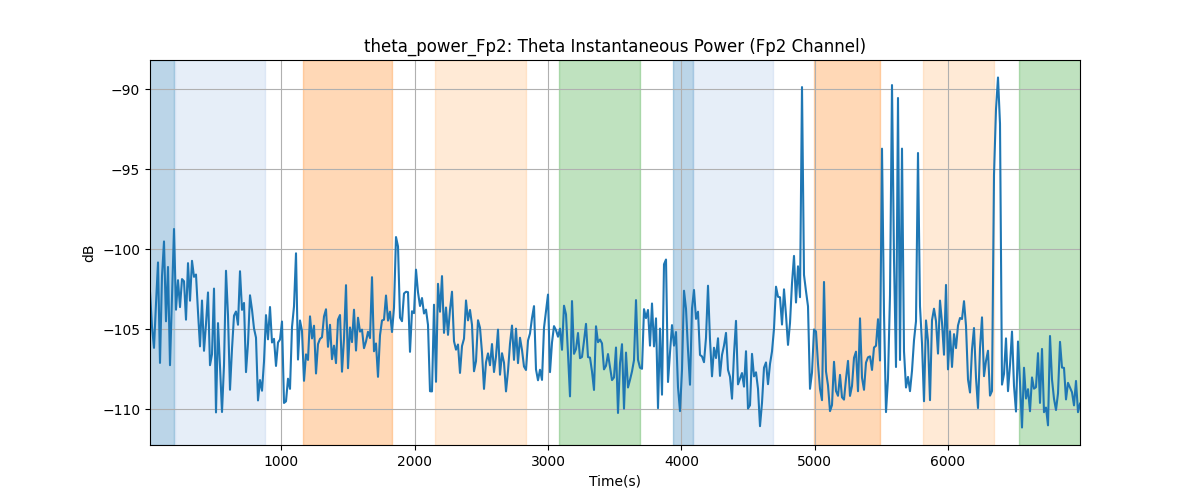 theta_power_Fp2: Theta Instantaneous Power (Fp2 Channel)
−90
−95
−100
−105
−110
dB
1000 2000 3000 4000 5000 6000
Time(s)